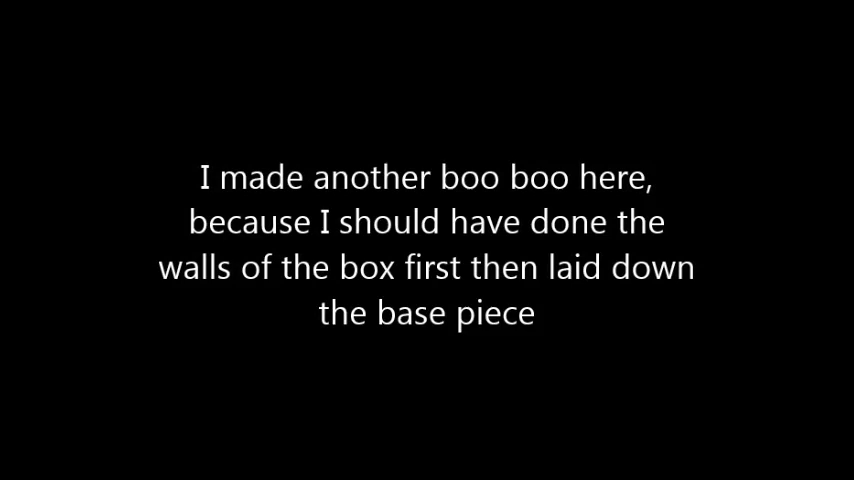 I made another boo boo here,
because I should have done the
walls of the box first then laid down
the base piece